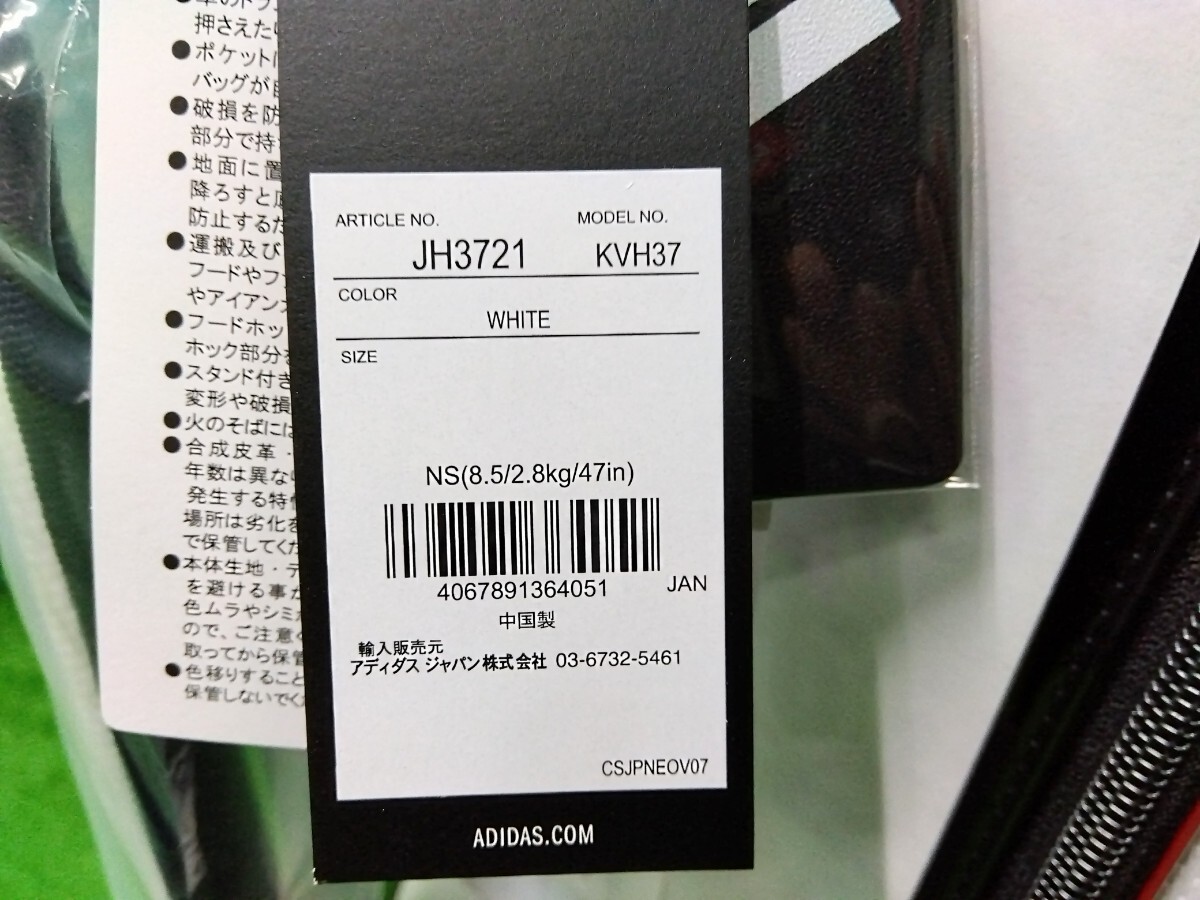 押さえた
●ポケット
バッグが
●破損を防
部分で持
●地面に置
降ろすと
防止する
●運搬及び
フードやフ
やアイアン
●フードホッ
ホック部分を
●スタンド付き
変形や破損
●火のそばには
●合成皮革・
年数は異な
発生する特
場所は劣化を
で保管してくだ
●本体生地・デ
を避ける事が
色ムラやシミ
ので、ご注意く
取ってから保管
●色移りすること
保管しないでく
ARTICLE NO.
MODEL NO.
JH3721
KVH37
COLOR
WHITE
SIZE
NS(8.5/2.8kg/47in)
4067891364051
JAN
中国製
輸入販売元
アディダス ジャパン株式会社 03-6732-5461
CSJPNEOV07
ADIDAS.COM